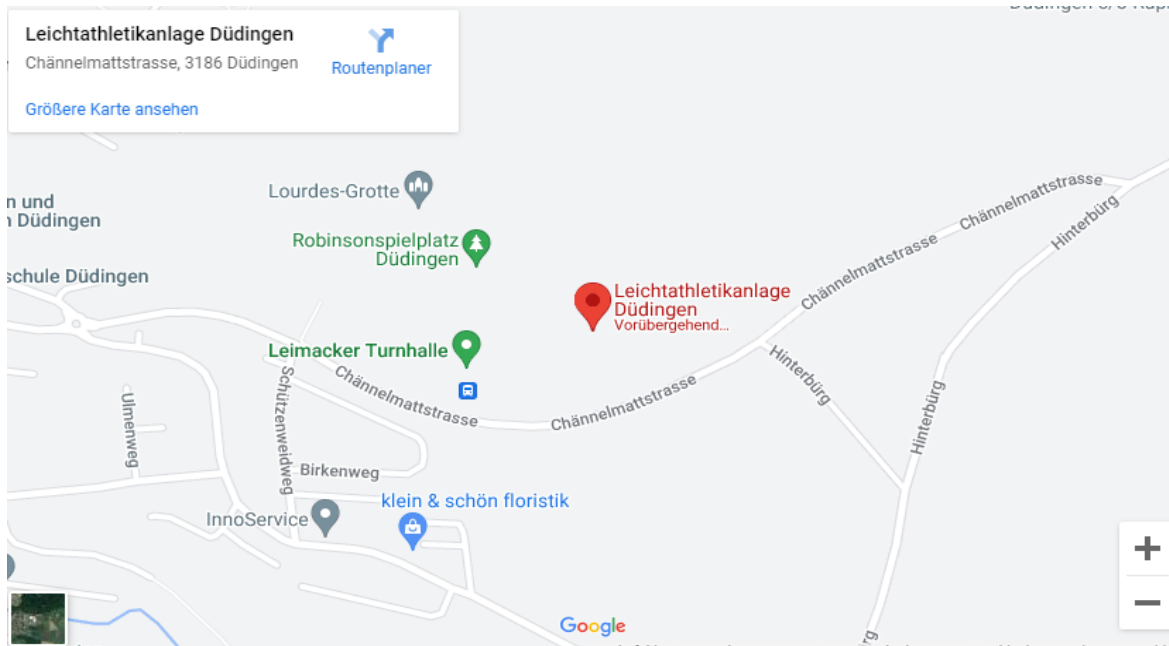 Leichtathletikanlage Düdingen
Chännelmattstrasse, 3186 Düdingen
Routenplaner
Größere Karte ansehen
Lourdes-Grotte
n und
Düdingen
Robinsonspielplatz
Düdingen
schule Düdingen
Leichtathletikanlage
Düdingen
Vorübergehend...
Chännelmattstrasse
Chännelmattstrasse
Hinterbürg
Leimacker Turnhalle
Chännelmattstrasse
Chännelmattstrasse
Hinterbürg
Hinterbürg
Schützenweidweg
Ulmenweg
Birkenweg
klein & schön floristik
InnoService
Google